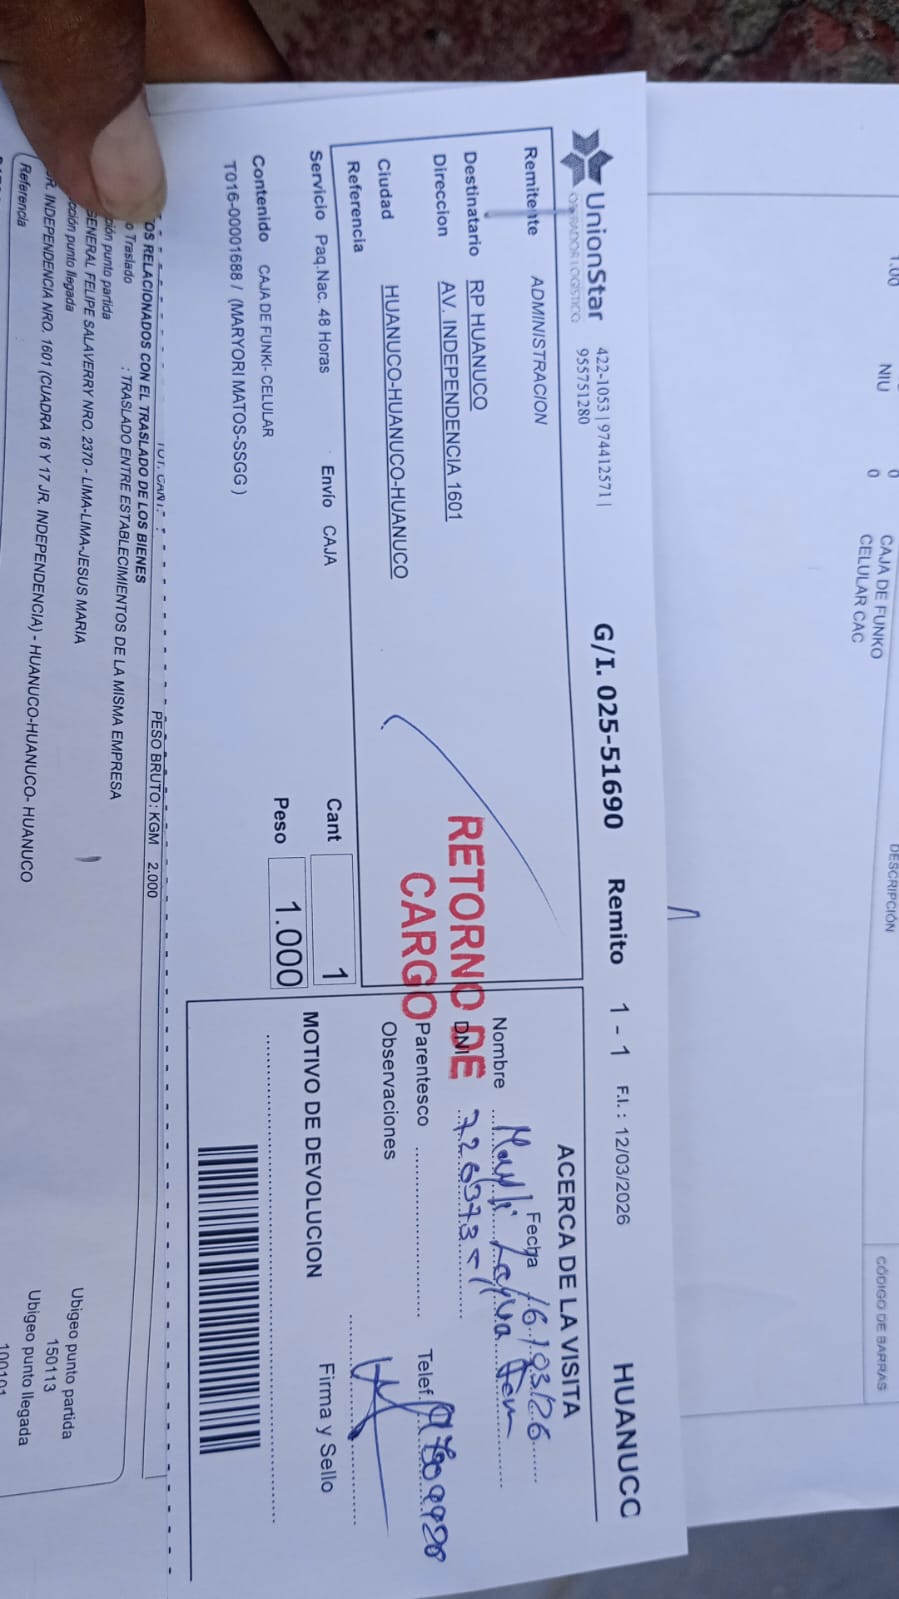 UnionStar
OPERADOR LOGISTICO
422-1053 | 974412571 |
955751280
G/I. 025-51690 Remito 1 - 1 F.I. : 12/03/2026 HUANUCC
Remitente ADMINISTRACION
Destinatario RP HUANUCO
Direccion AV. INDEPENDENCIA 1601
Ciudad HUANUCO-HUANUCO-HUANUCO
Referencia
Servicio Paq.Nac. 48 Horas Envío CAJA Cant 1
Contenido CAJA DE FUNKI- CELULAR Peso 1.000
T016-00001688 / (MARYORI MATOS-SSGG )
RETORNO DE
CARGO
ACERCA DE LA VISITA
Fecha 16/03/26
Nombre
DNI
Parentesco Telef.
Observaciones
Firma y Sello
MOTIVO DE DEVOLUCION
1.00 NIU 0
0
CAJA DE FUNKO
CELULAR CAC
DESCRIPCIÓN
CÓDIGO DE BARRAS
PESO BRUTO: KGM 2.000
OS RELACIONADOS CON EL TRASLADO DE LOS BIENES
o Traslado : TRASLADO ENTRE ESTABLECIMIENTOS DE LA MISMA EMPRESA
ción punto partida
GENERAL FELIPE SALAVERRY NRO. 2370 - LIMA-LIMA-JESUS MARIA
cción punto llegada
JR. INDEPENDENCIA NRO. 1601 (CUADRA 16 Y 17 JR. INDEPENDENCIA) - HUANUCO-HUANUCO- HUANUCO
Referencia
Ubigeo punto partida
150113
Ubigeo punto llegada
100101